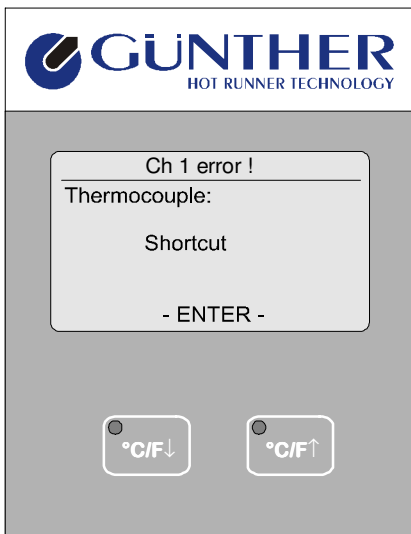 GÜNTHER
HOT RUNNER TECHNOLOGY
Ch 1 error !
Thermocouple:
Shortcut
- ENTER -
°C/F↓ °C/F↑